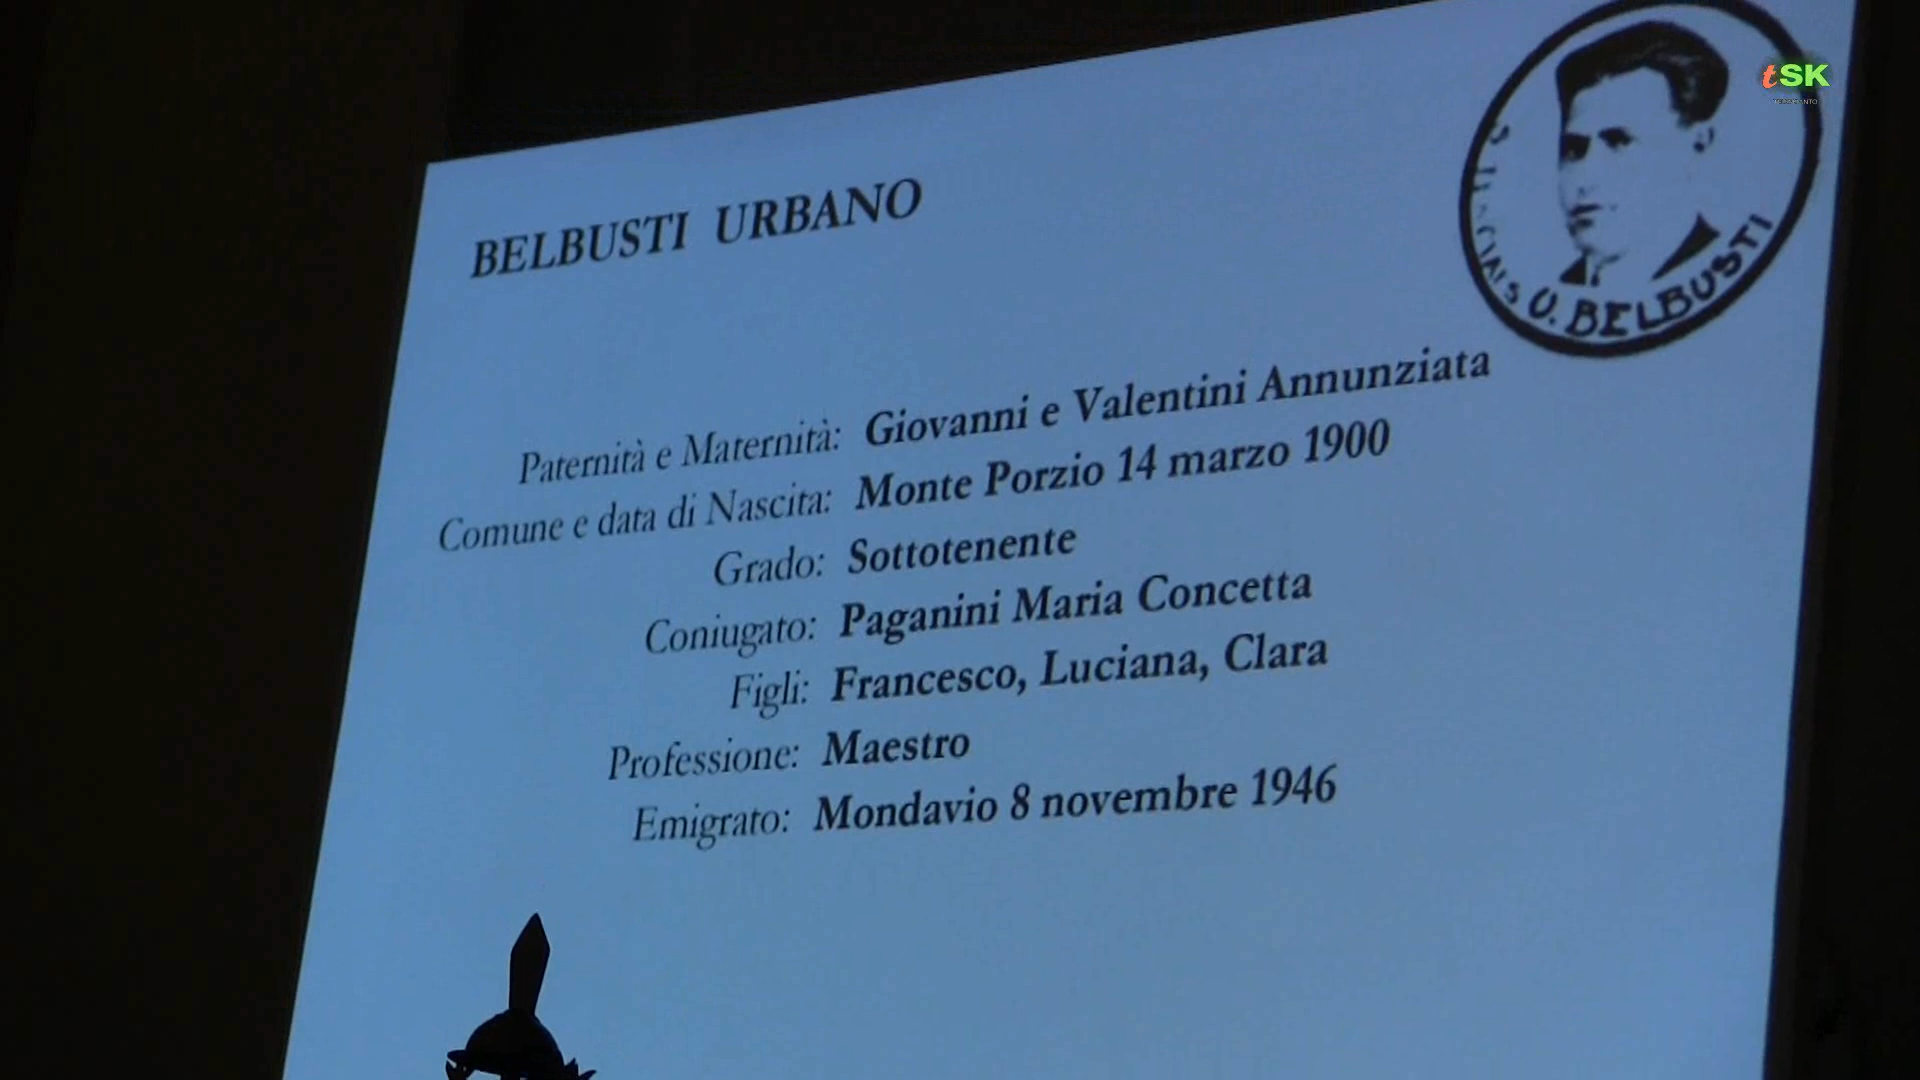 tSK
BELBUSTI URBANO
U. BELBUSTI
Paternità e Maternità: Giovanni e Valentini Annunziata
Comune e data di Nascita: Monte Porzio 14 marzo 1900
Grado: Sottotenente
Coniugato: Paganini Maria Concetta
Figli: Francesco, Luciana, Clara
Professione: Maestro
Emigrato: Mondavio 8 novembre 1946